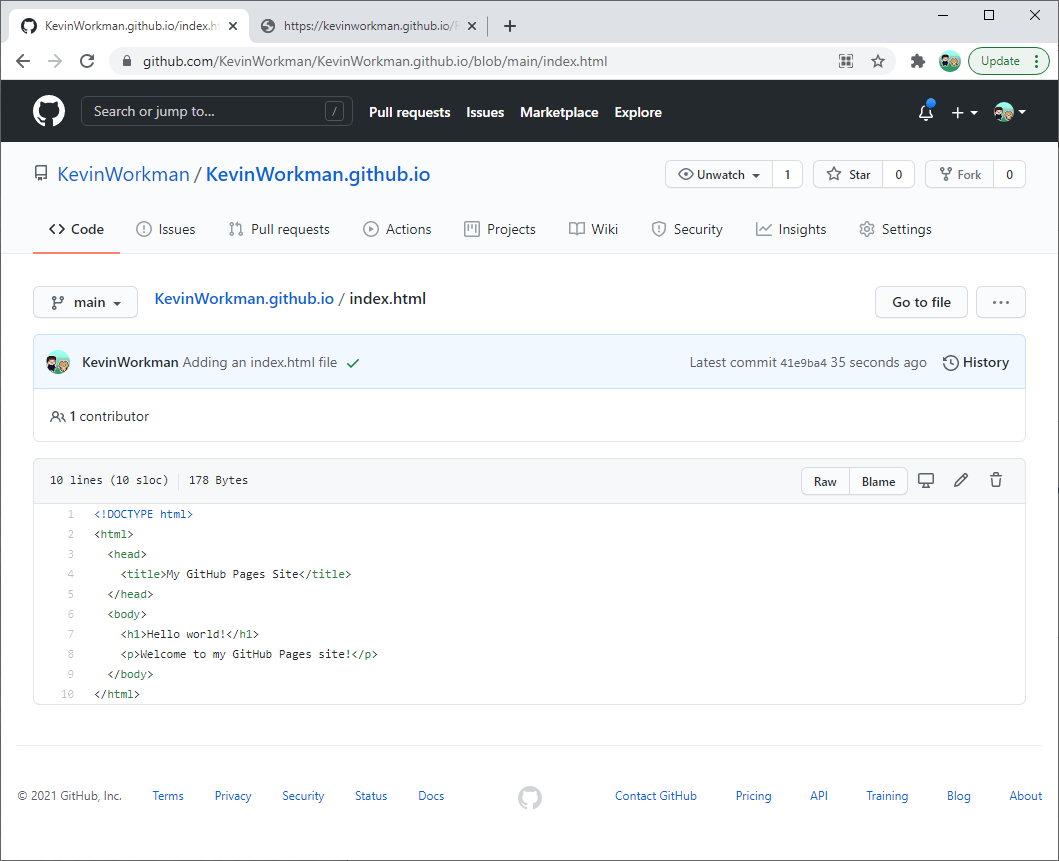 KevinWorkman.github.io/index.h
https://kevinworkman.github.io/
github.com/KevinWorkman/KevinWorkman.github.io/blob/main/index.html
Update
Search or jump to...
/
Pull requests
Issues
Marketplace
Explore
KevinWorkman / KevinWorkman.github.io
Unwatch 1
Star 0
Fork 0
Code
Issues
Pull requests
Actions
Projects
Wiki
Security
Insights
Settings
main
KevinWorkman.github.io / index.html
Go to file
...
KevinWorkman Adding an index.html file
Latest commit 41e9ba4 35 seconds ago
History
1 contributor
10 lines (10 sloc)
178 Bytes
Raw
Blame
1 <!DOCTYPE html>
2 <html>
3   <head>
4     <title>My GitHub Pages Site</title>
5   </head>
6   <body>
7     <h1>Hello world!</h1>
8     <p>Welcome to my GitHub Pages site!</p>
9   </body>
10 </html>
© 2021 GitHub, Inc.
Terms
Privacy
Security
Status
Docs
Contact GitHub
Pricing
API
Training
Blog
About